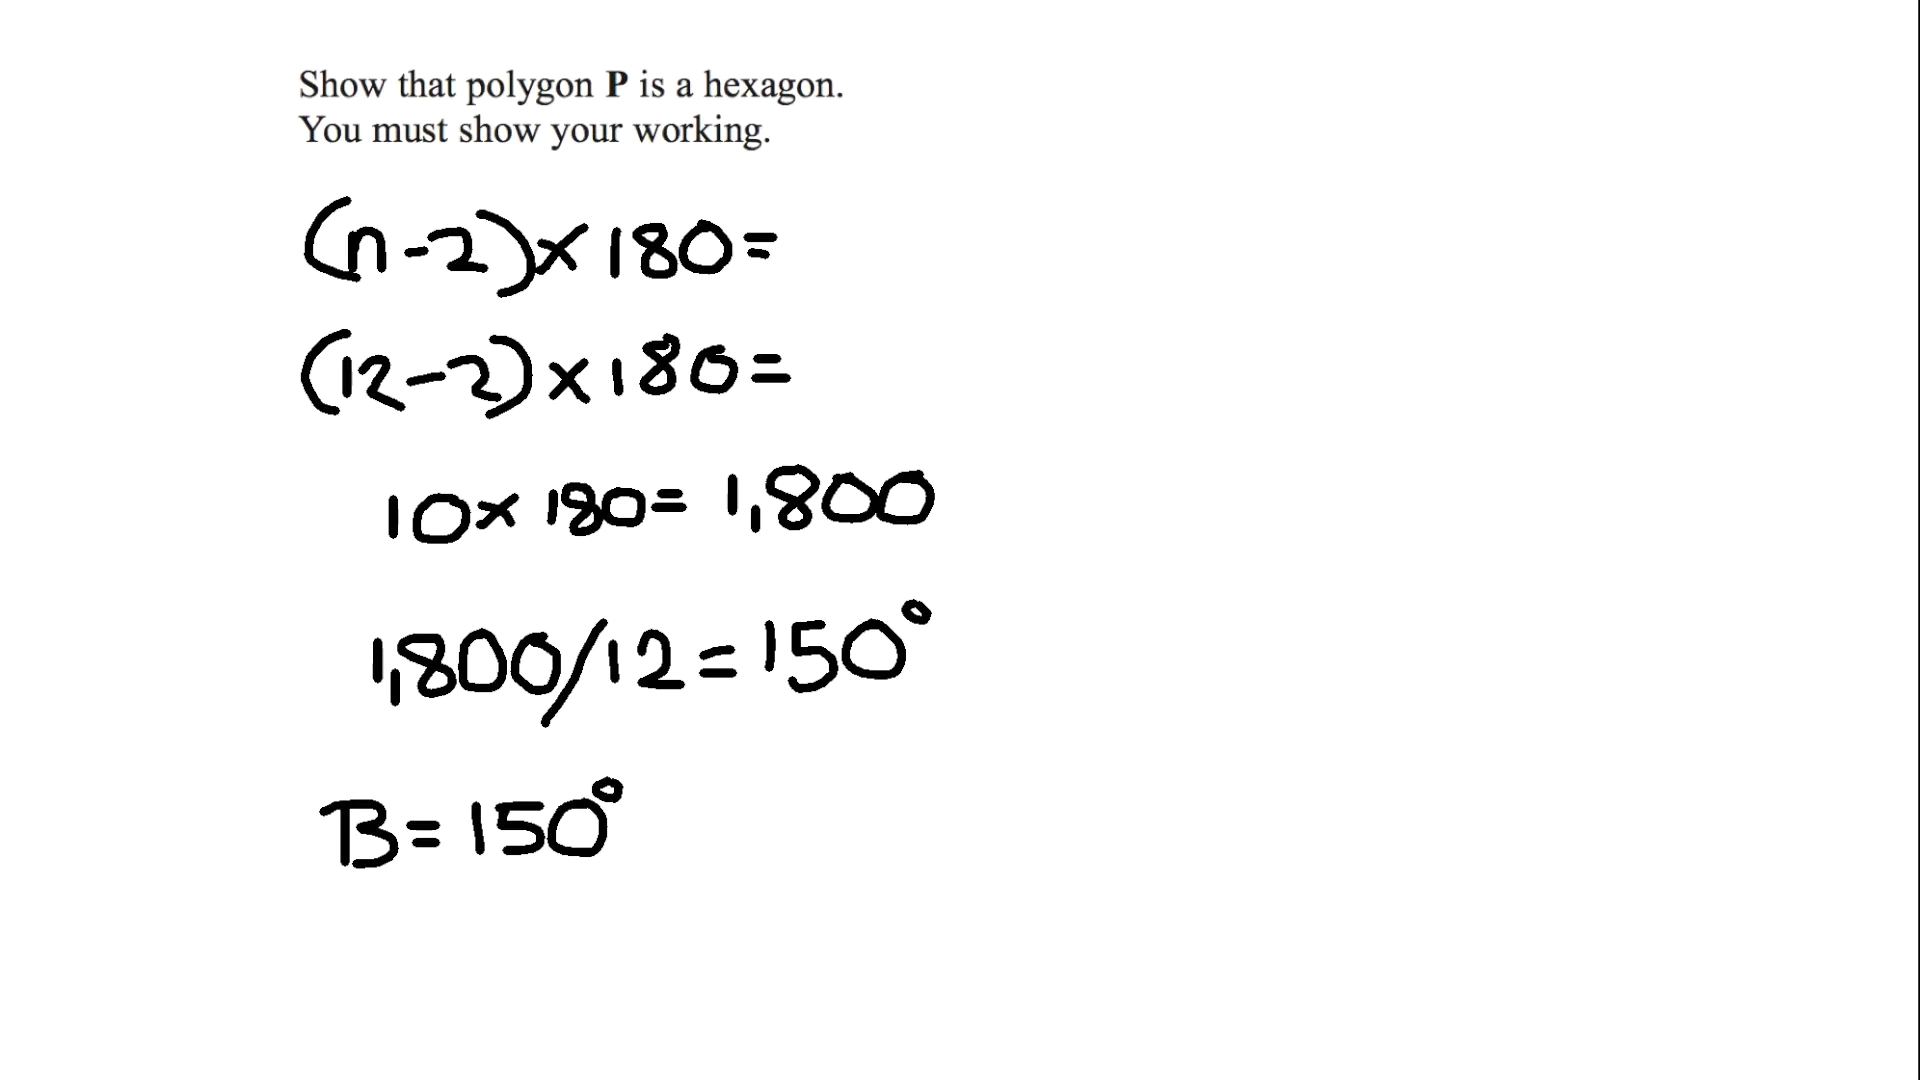 Show that polygon P is a hexagon.
You must show your working.
(n-2)×180=
(12-2)×180=
10×180=1,800
1,800/12=150°
B=150°